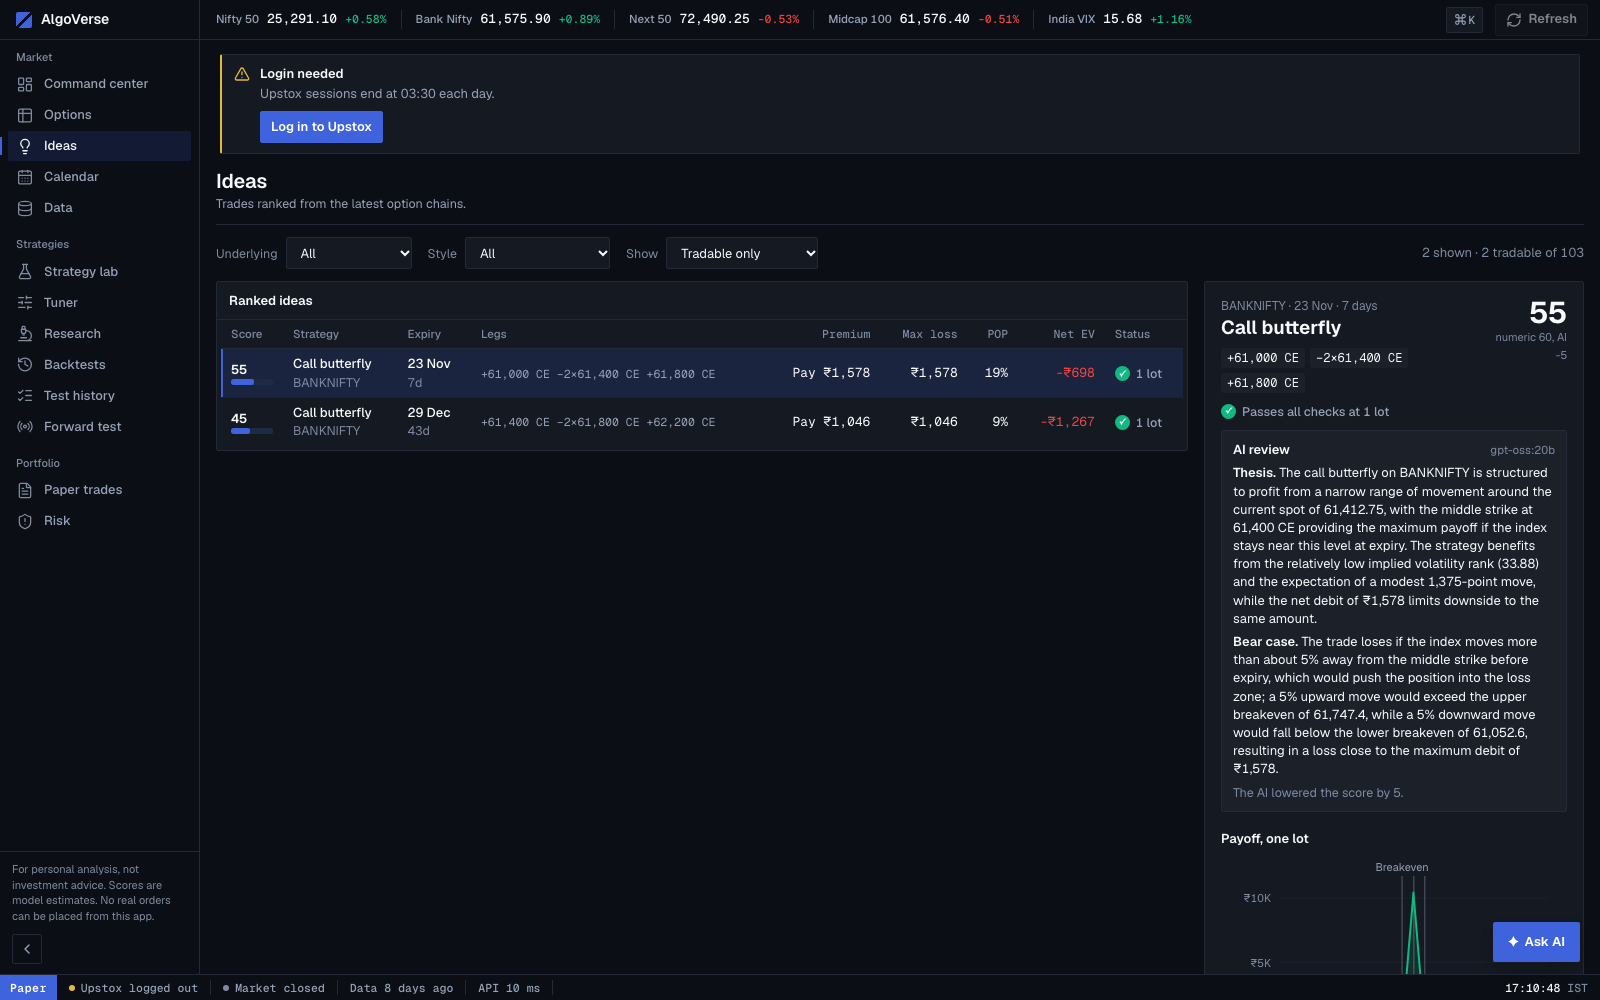 AlgoVerse
Nifty 50 25,291.10 +0.58% Bank Nifty 61,575.90 +0.89% Next 50 72,490.25 -0.53% Midcap 100 61,576.40 -0.51% India VIX 15.68 +1.16%
⌘K
Refresh
Market
Command center
Options
Ideas
Calendar
Data
Strategies
Strategy lab
Tuner
Research
Backtests
Test history
Forward test
Portfolio
Paper trades
Risk
For personal analysis, not
investment advice. Scores are
model estimates. No real orders
can be placed from this app.
Login needed
Upstox sessions end at 03:30 each day.
Log in to Upstox
Ideas
Trades ranked from the latest option chains.
Underlying All Style All Show Tradable only
2 shown · 2 tradable of 103
Ranked ideas
Score Strategy Expiry Legs Premium Max loss POP Net EV Status
55 Call butterfly 23 Nov +61,000 CE −2×61,400 CE +61,800 CE Pay ₹1,578 ₹1,578 19% -₹698 1 lot
BANKNIFTY 7d
45 Call butterfly 29 Dec +61,400 CE −2×61,800 CE +62,200 CE Pay ₹1,046 ₹1,046 9% -₹1,267 1 lot
BANKNIFTY 43d
BANKNIFTY · 23 Nov · 7 days
Call butterfly
55
numeric 60, AI
-5
+61,000 CE −2×61,400 CE
+61,800 CE
Passes all checks at 1 lot
AI review gpt-oss:20b
Thesis. The call butterfly on BANKNIFTY is structured
to profit from a narrow range of movement around the
current spot of 61,412.75, with the middle strike at
61,400 CE providing the maximum payoff if the index
stays near this level at expiry. The strategy benefits
from the relatively low implied volatility rank (33.88)
and the expectation of a modest 1,375-point move,
while the net debit of ₹1,578 limits downside to the
same amount.
Bear case. The trade loses if the index moves more
than about 5% away from the middle strike before
expiry, which would push the position into the loss
zone; a 5% upward move would exceed the upper
breakeven of 61,747.4, while a 5% downward move
would fall below the lower breakeven of 61,052.6,
resulting in a loss close to the maximum debit of
₹1,578.
The AI lowered the score by 5.
Payoff, one lot
Breakeven
₹10K
₹5K
Ask AI
Paper Upstox logged out Market closed Data 8 days ago API 10 ms
17:10:48 IST